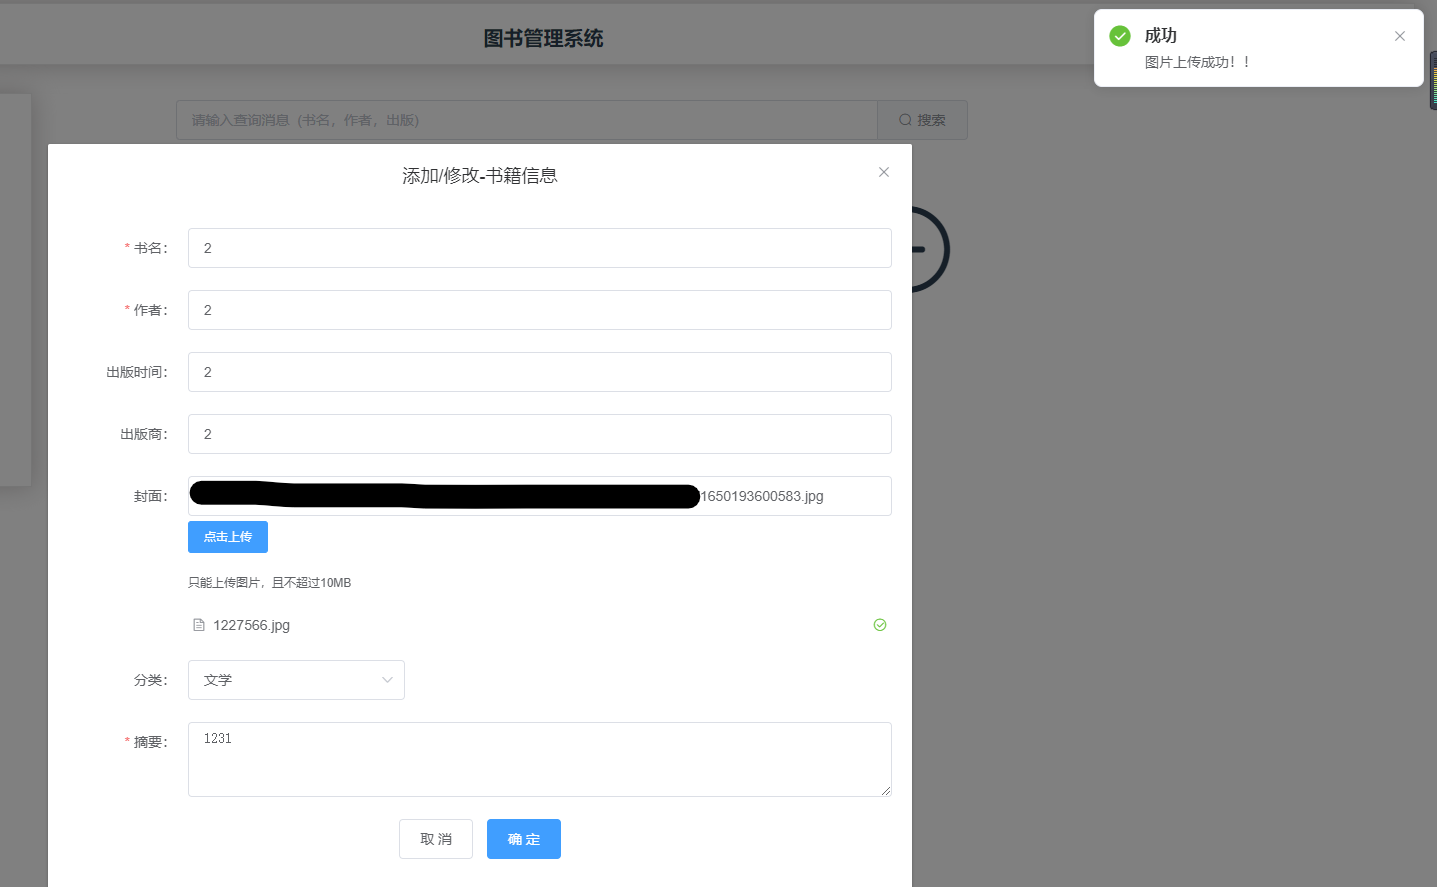 图书管理系统
成功
图片上传成功！！
请输入查询消息 (书名，作者，出版)
搜索
添加/修改-书籍信息
* 书名：
2
* 作者：
2
出版时间：
2
出版商：
2
封面：
1650193600583.jpg
点击上传
只能上传图片，且不超过10MB
1227566.jpg
分类：
文学
* 摘要：
1231
取 消
确 定